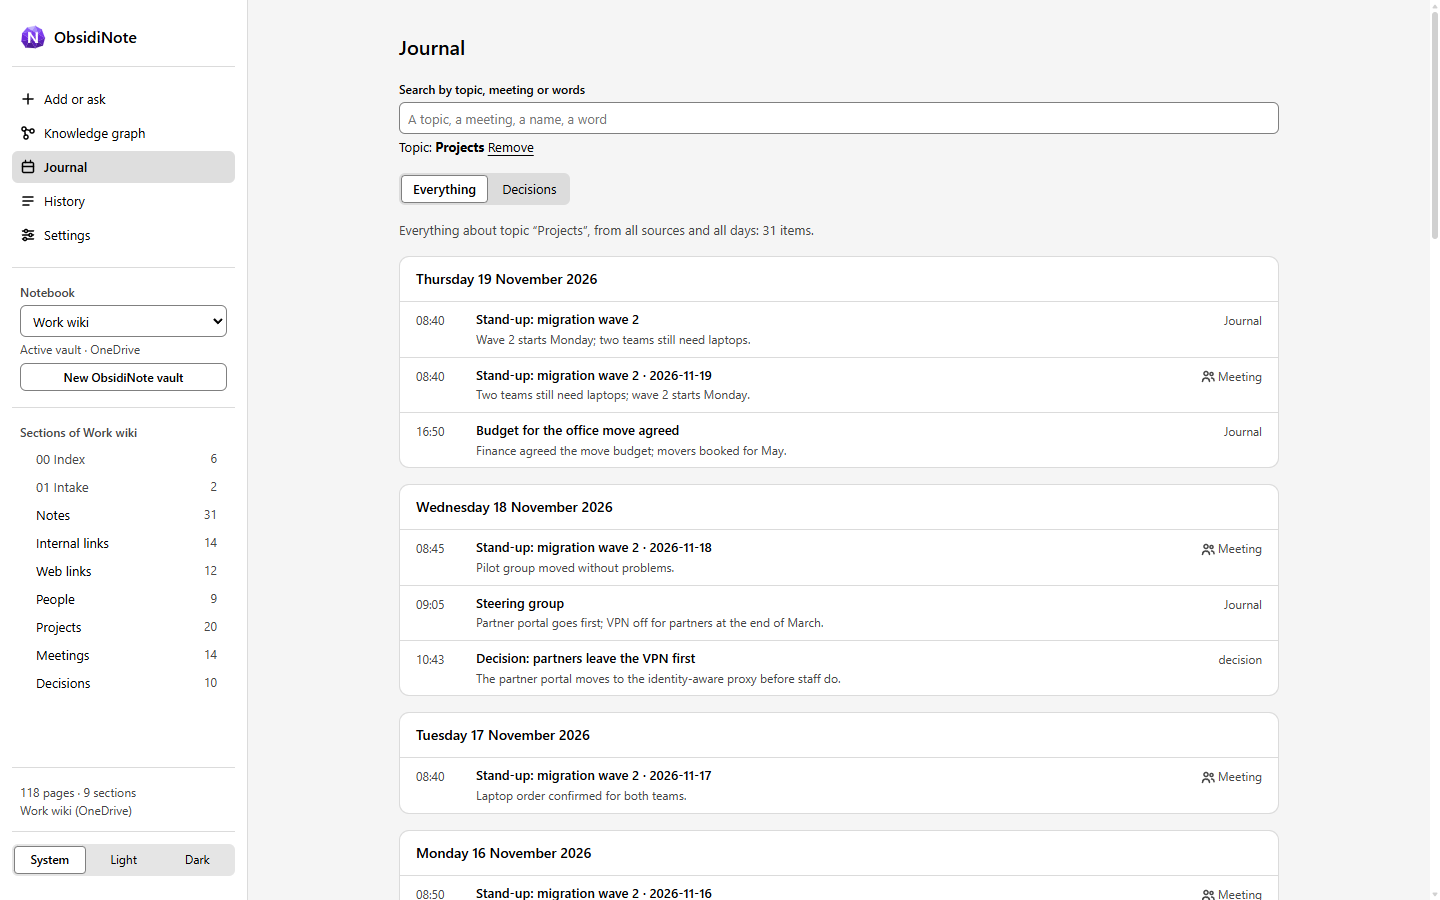 ObsidiNote
Add or ask
Knowledge graph
Journal
History
Settings
Notebook
Work wiki
Active vault · OneDrive
New ObsidiNote vault
Sections of Work wiki
00 Index 6
01 Intake 2
Notes 31
Internal links 14
Web links 12
People 9
Projects 20
Meetings 14
Decisions 10
118 pages · 9 sections
Work wiki (OneDrive)
System Light Dark
Journal
Search by topic, meeting or words
A topic, a meeting, a name, a word
Topic: Projects Remove
Everything Decisions
Everything about topic “Projects”, from all sources and all days: 31 items.
Thursday 19 November 2026
08:40 Stand-up: migration wave 2 Journal
Wave 2 starts Monday; two teams still need laptops.
08:40 Stand-up: migration wave 2 · 2026-11-19 Meeting
Two teams still need laptops; wave 2 starts Monday.
16:50 Budget for the office move agreed Journal
Finance agreed the move budget; movers booked for May.
Wednesday 18 November 2026
08:45 Stand-up: migration wave 2 · 2026-11-18 Meeting
Pilot group moved without problems.
09:05 Steering group Journal
Partner portal goes first; VPN off for partners at the end of March.
10:43 Decision: partners leave the VPN first decision
The partner portal moves to the identity-aware proxy before staff do.
Tuesday 17 November 2026
08:40 Stand-up: migration wave 2 · 2026-11-17 Meeting
Laptop order confirmed for both teams.
Monday 16 November 2026
08:50 Stand-up: migration wave 2 · 2026-11-16 Meeting